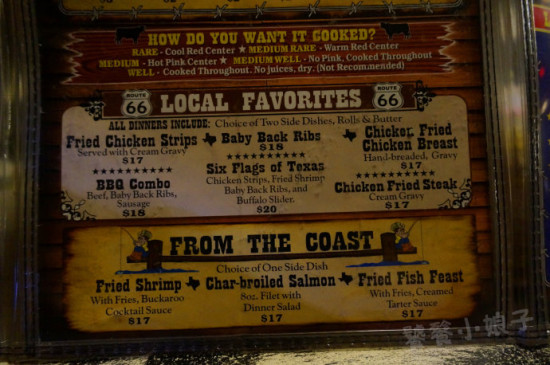 HOW DO YOU WANT IT COOKED?
RARE - Cool Red Center ★ MEDIUM RARE - Warm Red Center
MEDIUM - Hot Pink Center ★ MEDIUM WELL - No Pink, Cooked Throughout
WELL - Cooked Throughout. No juices, dry. (Not Recommended)
ROUTE 66 LOCAL FAVORITES ROUTE 66
ALL DINNERS INCLUDE: Choice of Two Side Dishes, Rolls & Butter
Fried Chicken Strips
Served with Cream Gravy
$17
Baby Back Ribs
$18
Chicken Fried
Chicken Breast
Hand-breaded, Gravy
$17
BBQ Combo
Beef, Baby Back Ribs,
Sausage
$18
Six Flags of Texas
Chicken Strips, Fried Shrimp
Baby Back Ribs, and
Buffalo Slider.
$20
Chicken Fried Steak
Cream Gravy
$17
FROM THE COAST
Choice of One Side Dish
Fried Shrimp
With Fries, Buckaroo
Cocktail Sauce
$17
Char-broiled Salmon
8oz. Filet with
Dinner Salad
$17
Fried Fish Feast
With Fries, Creamed
Tarter Sauce
$17
饕餮小娘子